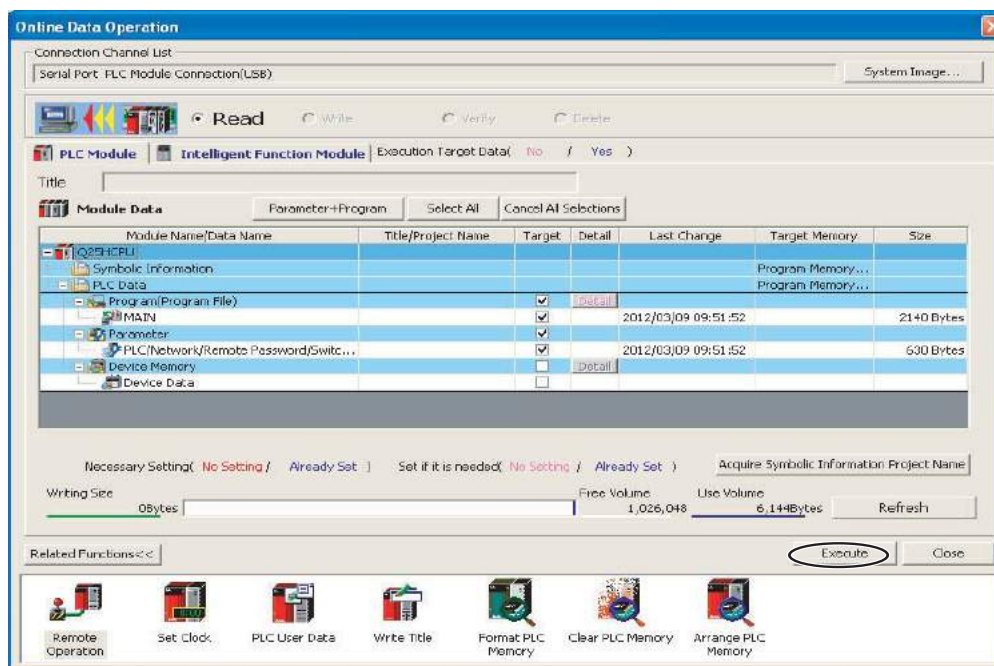 Online Data Operation
Connection Channel List
Serial Port PLC Module Connection(USB)
System Image...
Read Write Verify Delete
PLC Module Intelligent Function Module Execution Target Data( No / Yes )
Title
Module Data Parameter+Program Select All Cancel All Selections
Module Name/Data Name Title/Project Name Target Detail Last Change Target Memory Size
Q25HCPU
Symbolic Information Program Memory...
PLC Data Program Memory...
Program(Program File) Detail
MAIN 2012/03/09 09:51:52 2140 Bytes
Parameter
PLC/Network/Remote Password/Switc... 2012/03/09 09:51:52 630 Bytes
Device Memory Detail
Device Data
Necessary Setting( No Setting / Already Set ) Set if it is needed( No Setting / Already Set ) Acquire Symbolic Information Project Name
Writing Size Free Volume Use Volume
0Bytes 1,026,048 6,144Bytes Refresh
Related Functions<< Execute Close
Remote Operation
Set Clock
PLC User Data
Write Title
Format PLC Memory
Clear PLC Memory
Arrange PLC Memory